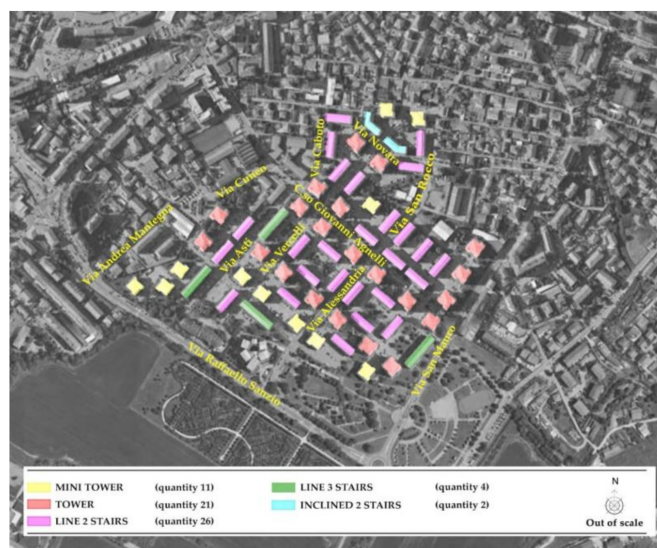 Via Caboto
Via Novara
Via San Rocco
Via Cuneo
C.so Giovanni Agnelli
Via Andrea Mantegna
Via Asti
Via Vercelli
Via Alessandria
Via San Marco
Via Raffaello Sanzio
MINI TOWER (quantity 11)
TOWER (quantity 21)
LINE 2 STAIRS (quantity 26)
LINE 3 STAIRS (quantity 4)
INCLINED 2 STAIRS (quantity 2)
N
Out of scale